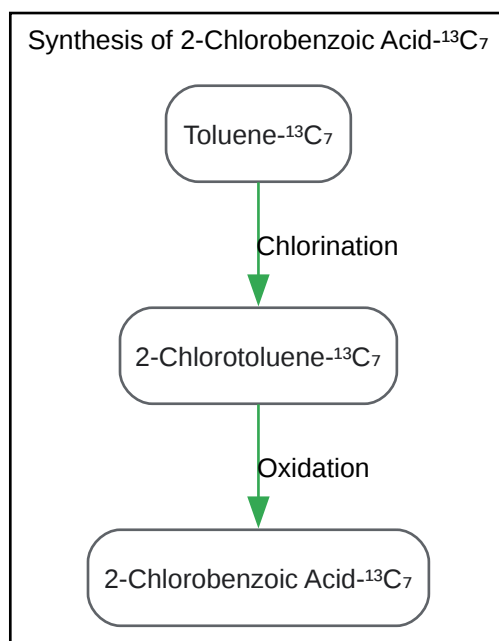 Synthesis of 2-Chlorobenzoic Acid-¹³C₇
Toluene-¹³C₇
Chlorination
2-Chlorotoluene-¹³C₇
Oxidation
2-Chlorobenzoic Acid-¹³C₇